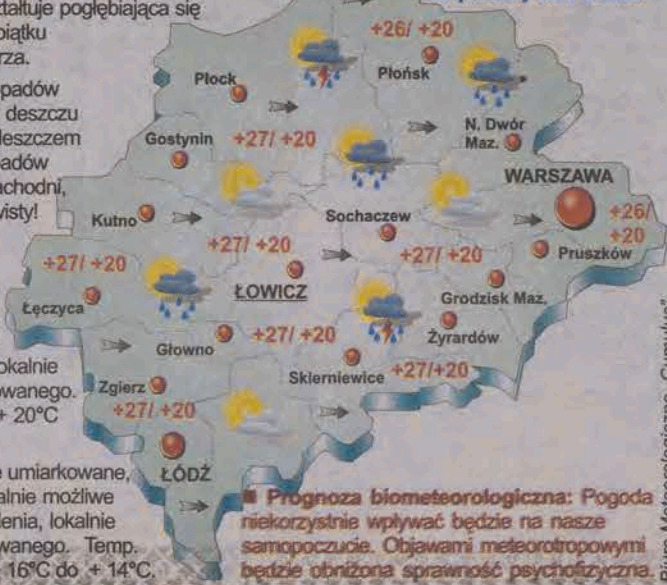 ształtuje pogłębiająca się
piątku
rza.
opadów
deszczu
deszczem
padów
achodni,
wisty!
okalnie
owanego.
+ 20°C
e umiarkowane,
alnie możliwe
lenia, lokalnie
wanego. Temp.
16°C do + 14°C.
+26/ +20
Płock
Płońsk
N. Dwór
Maz.
Gostynin
+27/ +20
WARSZAWA
Kutno
Sochaczew
+26/
+20
Pruszków
+27/ +20
+27/ +20
+27/ +20
Łęczyca
ŁOWICZ
Grodzisk Maz.
Głowno
+27/ +20
Żyrardów
Skierniewice
+27/+20
Zgierz
+27/ +20
ŁÓDŹ
■ Prognoza biometeorologiczna: Pogoda
niekorzystnie wpływać będzie na nasze
samopoczucie. Objawami meteorotropowymi
będzie obniżona sprawność psychofizyczna.